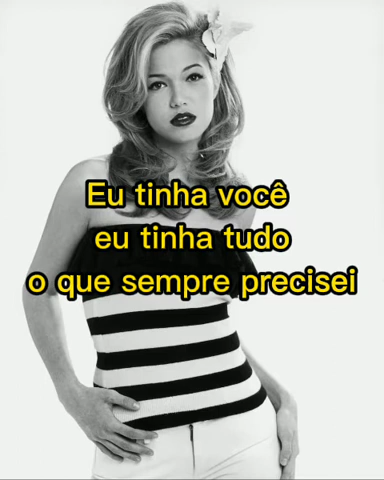 Eu tinha você
eu tinha tudo
o que sempre precisei